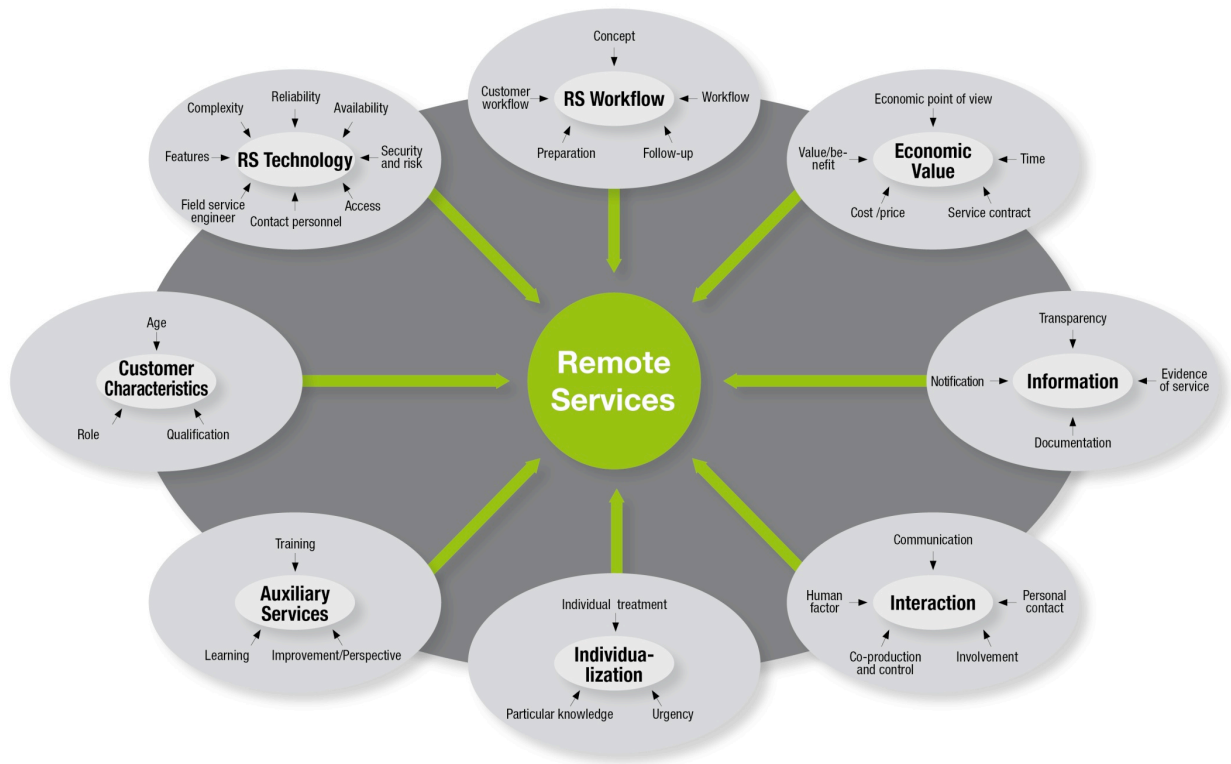 Concept
Customer
workflow
RS Workflow
Workflow
Preparation
Follow-up
Complexity
Reliability
Availability
Features
RS Technology
Security
and risk
Field service
engineer
Contact personnel
Access
Economic point of view
Value/be-
nefit
Economic
Value
Time
Cost /price
Service contract
Age
Customer
Characteristics
Role
Qualification
Remote
Services
Transparency
Notification
Information
Evidence
of service
Documentation
Training
Auxiliary
Services
Learning
Improvement/Perspective
Individual treatment
Individua-
lization
Particular knowledge
Urgency
Communication
Human
factor
Interaction
Personal
contact
Co-production
and control
Involvement